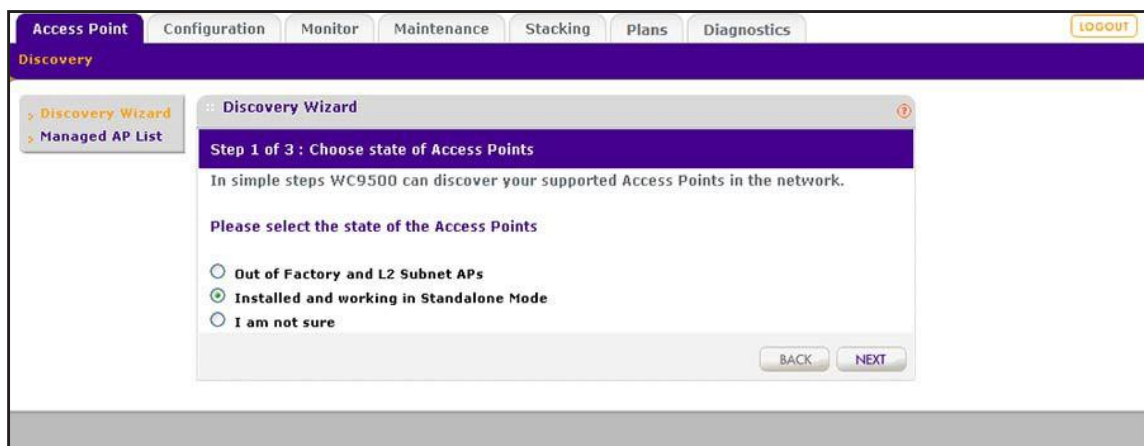 Access Point Configuration Monitor Maintenance Stacking Plans Diagnostics LOGOUT
Discovery
Discovery Wizard
Managed AP List
Discovery Wizard ?
Step 1 of 3 : Choose state of Access Points
In simple steps WC9500 can discover your supported Access Points in the network.
Please select the state of the Access Points
Out of Factory and L2 Subnet APs
Installed and working in Standalone Mode
I am not sure
BACK NEXT